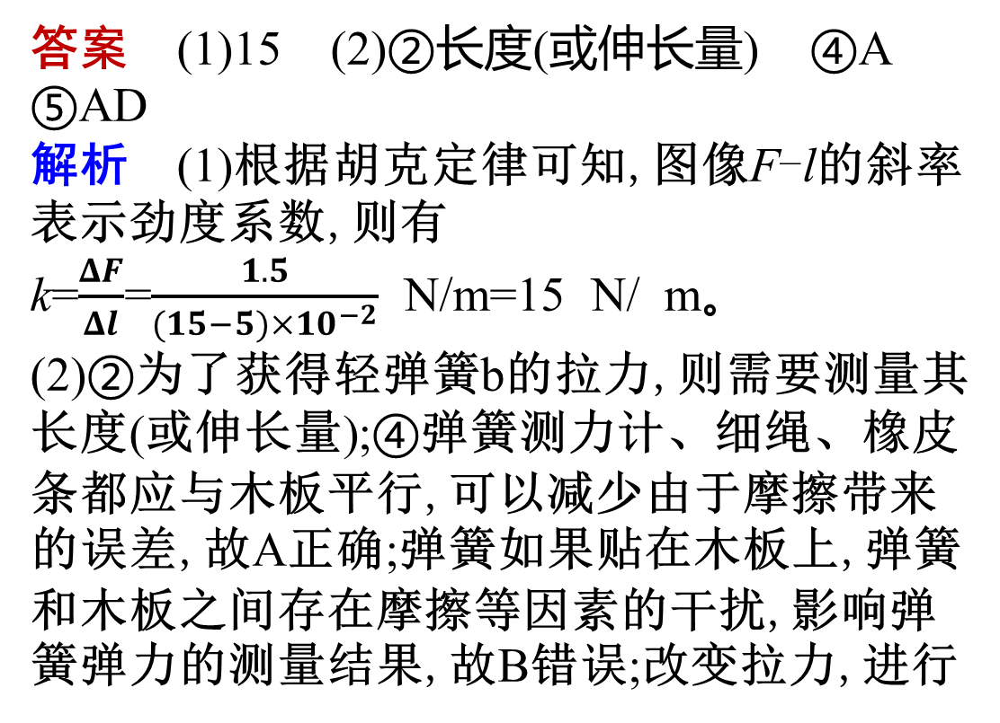 答案 (1)15 (2)②长度(或伸长量) ④A
⑤AD
解析 (1)根据胡克定律可知,图像F-l的斜率
表示劲度系数,则有
k=ΔF/Δl=1.5/((15−5)×10⁻²) N/m=15 N/ m。
(2)②为了获得轻弹簧b的拉力,则需要测量其
长度(或伸长量);④弹簧测力计、细绳、橡皮
条都应与木板平行,可以减少由于摩擦带来
的误差,故A正确;弹簧如果贴在木板上,弹簧
和木板之间存在摩擦等因素的干扰,影响弹
簧弹力的测量结果,故B错误;改变拉力,进行